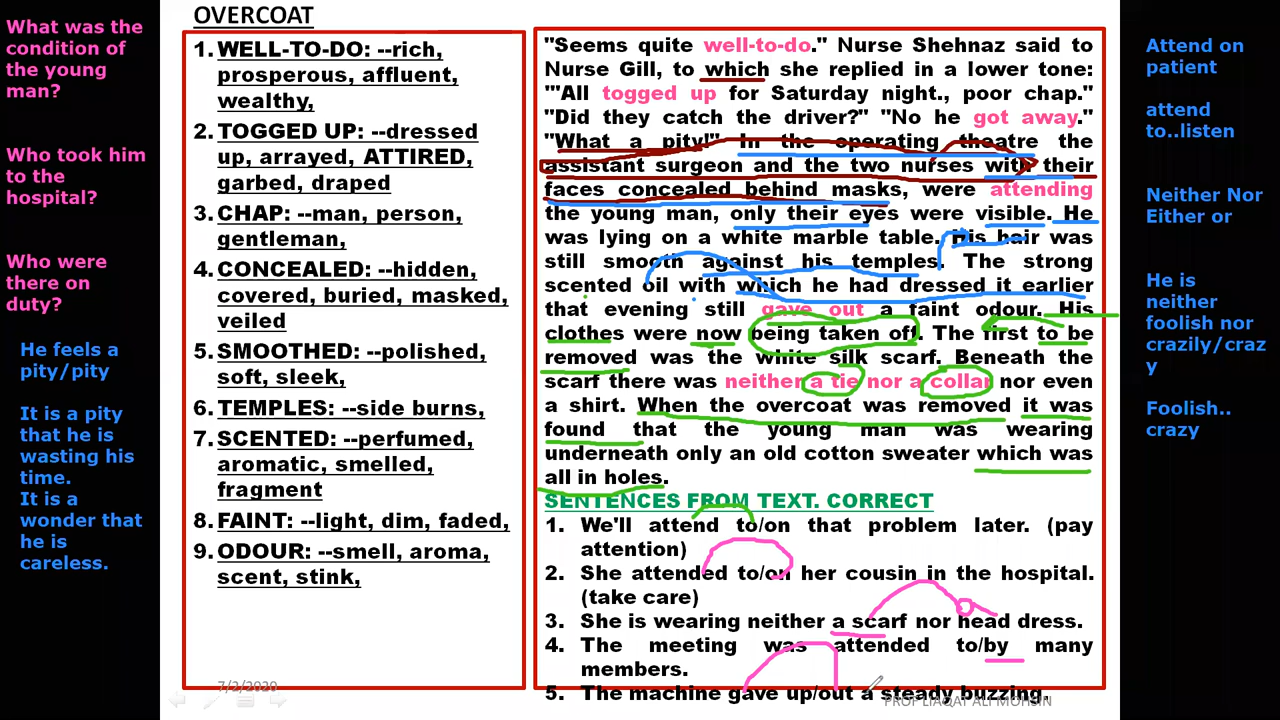 What was the
condition of
the young
man?
Who took him
to the
hospital?
Who were
there on
duty?
He feels a
pity/pity
It is a pity
that he is
wasting his
time.
It is a
wonder that
he is
careless.
OVERCOAT
1. WELL-TO-DO: --rich,
prosperous, affluent,
wealthy,
2. TOGGED UP: --dressed
up, arrayed, ATTIRED,
garbed, draped
3. CHAP: --man, person,
gentleman,
4. CONCEALED: --hidden,
covered, buried, masked,
veiled
5. SMOOTHED: --polished,
soft, sleek,
6. TEMPLES: --side burns,
7. SCENTED: --perfumed,
aromatic, smelled,
fragment
8. FAINT: --light, dim, faded,
9. ODOUR: --smell, aroma,
scent, stink,
7/2/2020
"Seems quite well-to-do." Nurse Shehnaz said to
Nurse Gill, to which she replied in a lower tone:
"'All togged up for Saturday night., poor chap."
"Did they catch the driver?" "No he got away."
"What a pity!" In the operating theatre the
assistant surgeon and the two nurses with their
faces concealed behind masks, were attending
the young man, only their eyes were visible. He
was lying on a white marble table. His hair was
still smooth against his temples. The strong
scented oil with which he had dressed it earlier
that evening still gave out a faint odour. His
clothes were now being taken off. The first to be
removed was the white silk scarf. Beneath the
scarf there was neither a tie nor a collar nor even
a shirt. When the overcoat was removed it was
found that the young man was wearing
underneath only an old cotton sweater which was
all in holes.
SENTENCES FROM TEXT. CORRECT
1. We'll attend to/on that problem later. (pay
attention)
2. She attended to/on her cousin in the hospital.
(take care)
3. She is wearing neither a scarf nor head dress.
4. The meeting was attended to/by many
members.
5. The machine gave up/out a steady buzzing.
PROF LIAQAT ALI MOHSIN
Attend on
patient
attend
to..listen
Neither Nor
Either or
He is
neither
foolish nor
crazily/craz
y
Foolish..
crazy